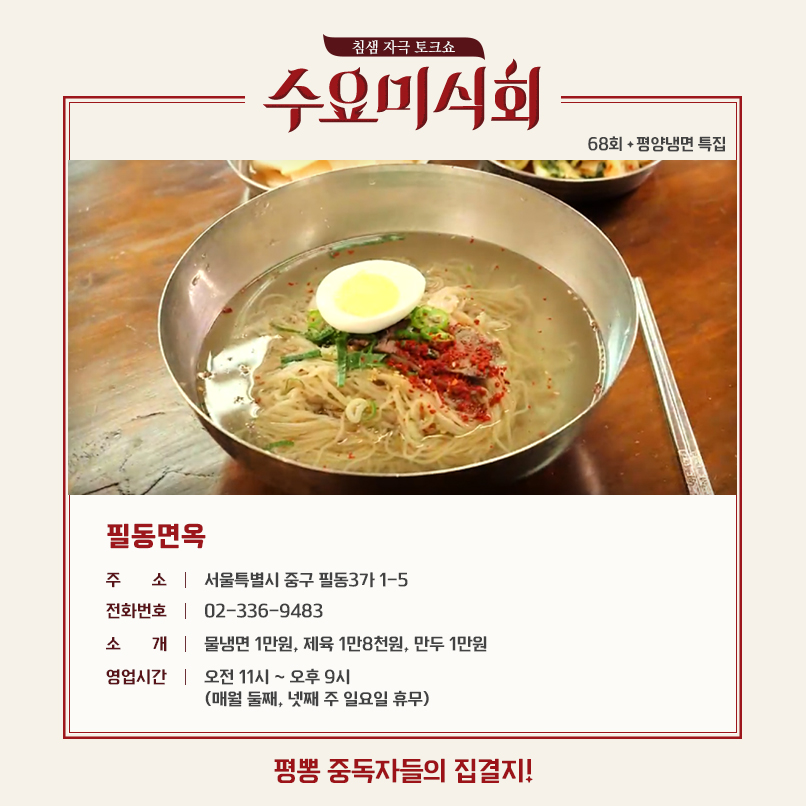 침샘 자극 토크쇼
수요미식회
68회 • 평양냉면 특집
필동면옥
주 소 | 서울특별시 중구 필동3가 1-5
전화번호 | 02-336-9483
소 개 | 물냉면 1만원, 제육 1만8천원, 만두 1만원
영업시간 | 오전 11시 ~ 오후 9시
(매월 둘째, 넷째 주 일요일 휴무)
평뽕 중독자들의 집결지!